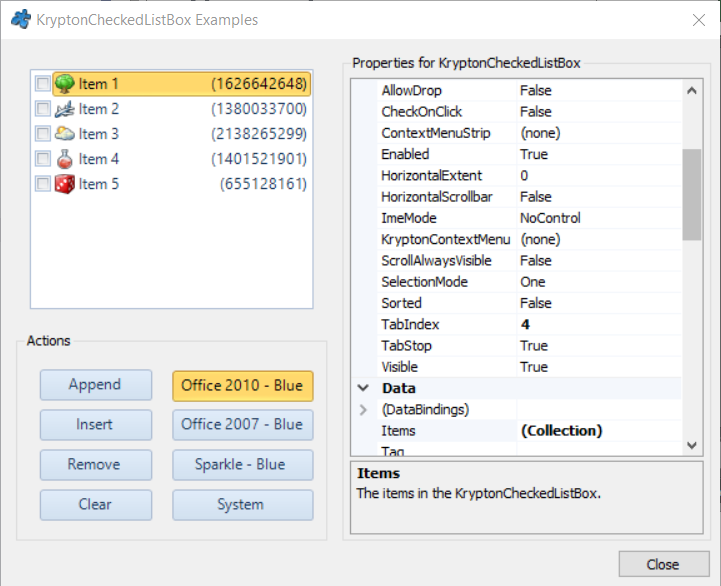 KryptonCheckedListBox Examples
Item 1 (1626642648)
Item 2 (1380033700)
Item 3 (2138265299)
Item 4 (1401521901)
Item 5 (655128161)
Actions
Append Office 2010 - Blue
Insert Office 2007 - Blue
Remove Sparkle - Blue
Clear System
Properties for KryptonCheckedListBox
AllowDrop False
CheckOnClick False
ContextMenuStrip (none)
Enabled True
HorizontalExtent 0
HorizontalScrollbar False
ImeMode NoControl
KryptonContextMenu (none)
ScrollAlwaysVisible False
SelectionMode One
Sorted False
TabIndex 4
TabStop True
Visible True
Data
(DataBindings)
Items (Collection)
Tag
Items
The items in the KryptonCheckedListBox.
Close